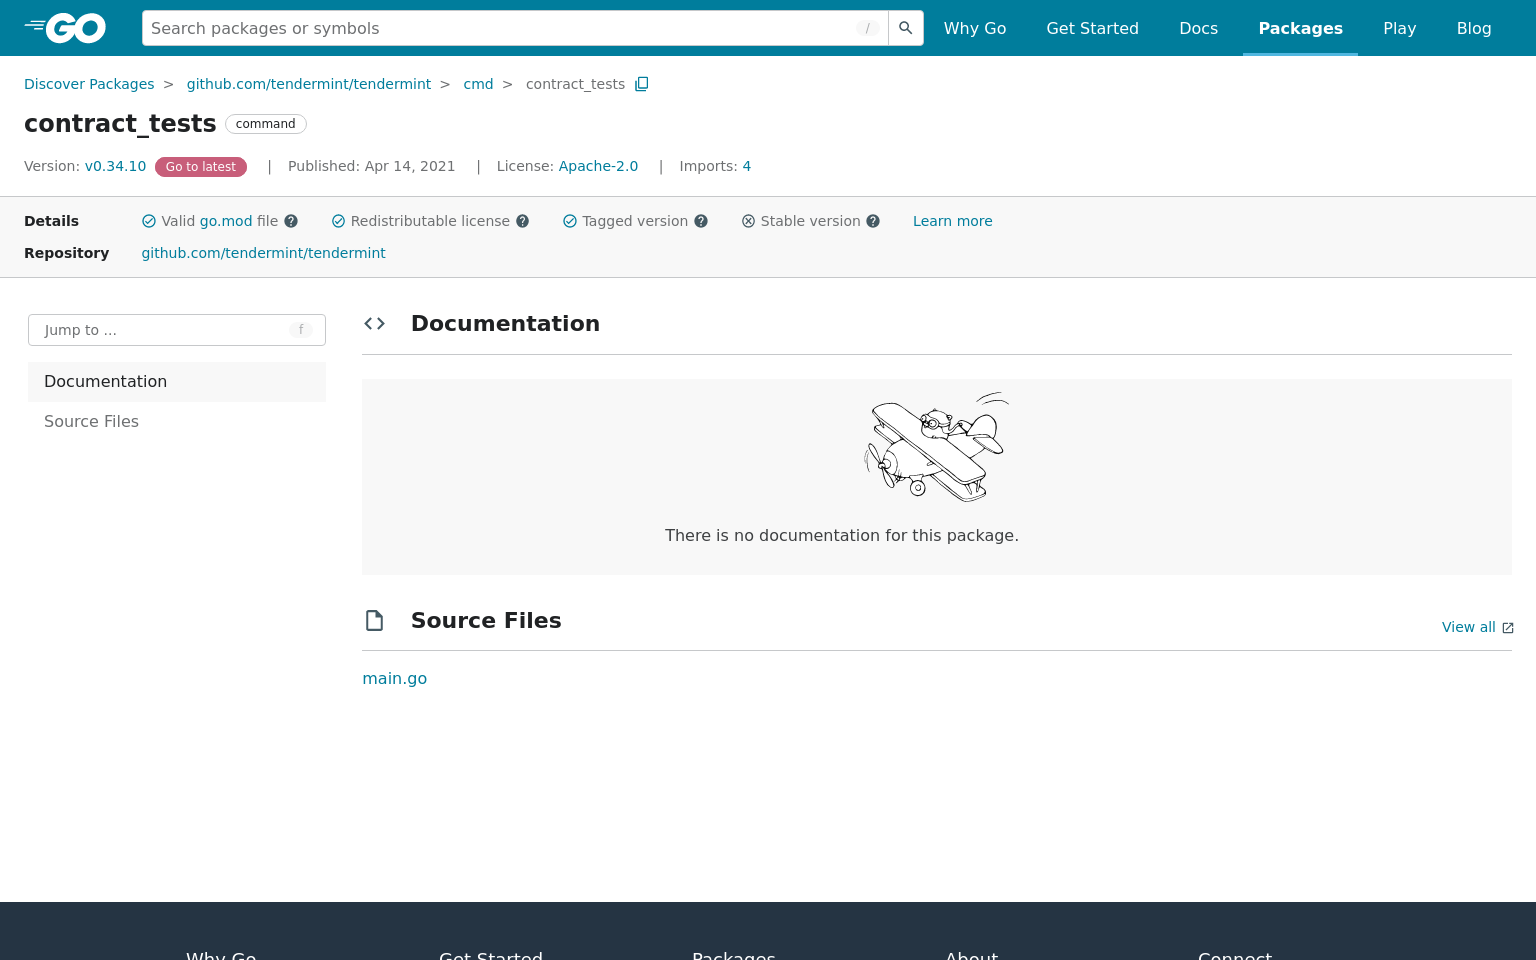 GO
Search packages or symbols /
Why Go
Get Started
Docs
Packages
Play
Blog
Discover Packages > github.com/tendermint/tendermint > cmd > contract_tests
contract_tests command
Version: v0.34.10 Go to latest | Published: Apr 14, 2021 | License: Apache-2.0 | Imports: 4
Details Valid go.mod file Redistributable license Tagged version Stable version Learn more
Repository github.com/tendermint/tendermint
Jump to ... f
Documentation
Source Files
Documentation
There is no documentation for this package.
Source Files
View all
main.go
Why Go Get Started Packages About Connect